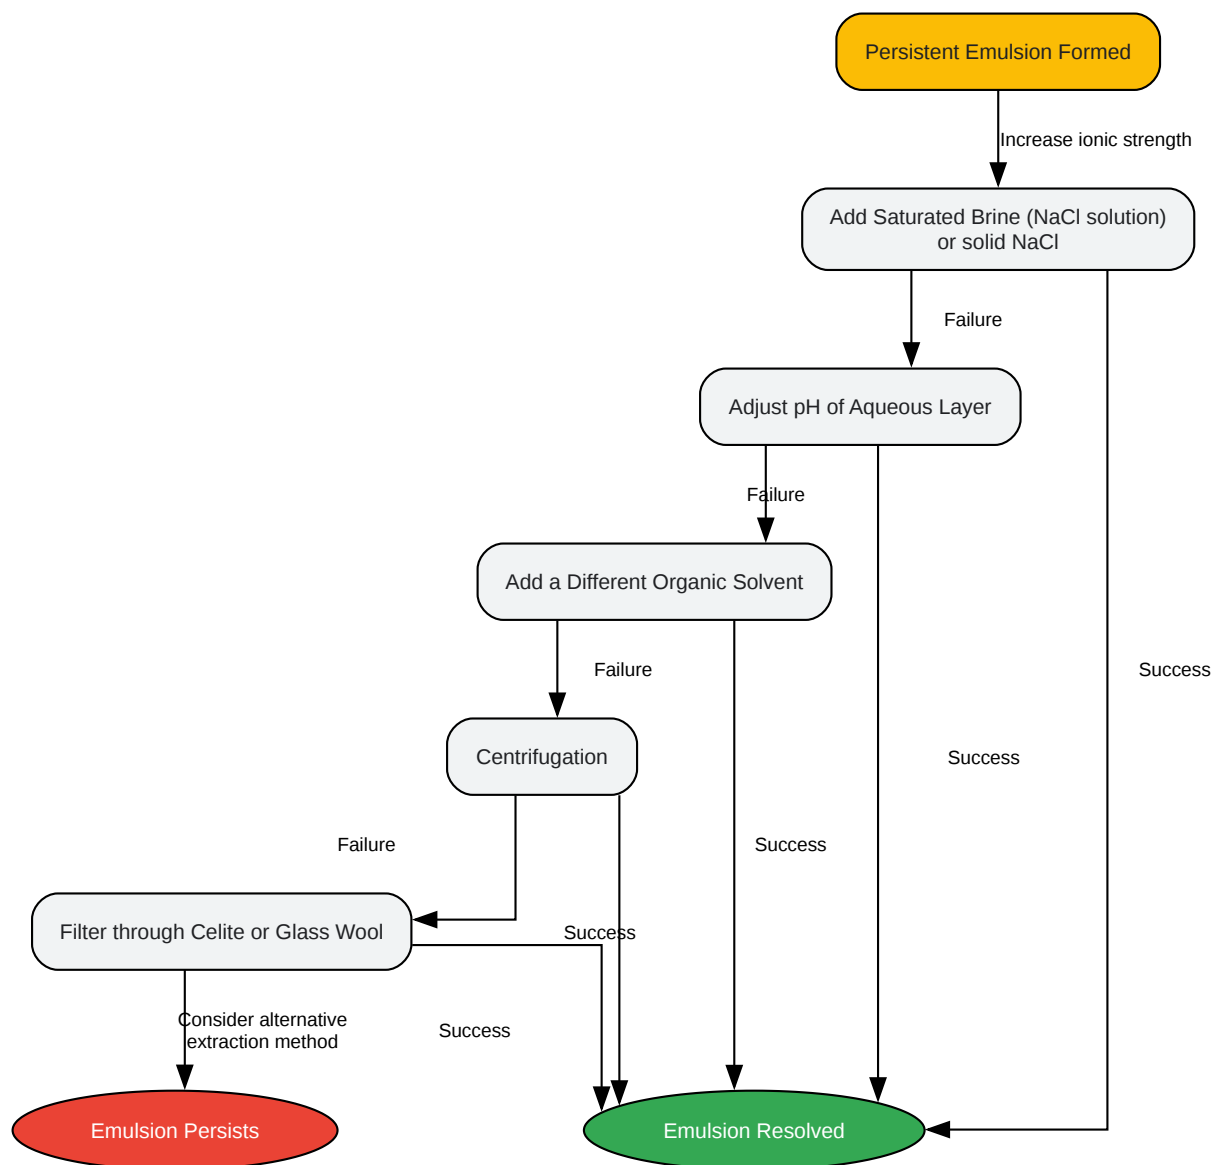 Persistent Emulsion Formed
Increase ionic strength
Add Saturated Brine (NaCl solution)
or solid NaCl
Failure
Adjust pH of Aqueous Layer
Failure
Add a Different Organic Solvent
Failure
Success
Centrifugation
Success
Failure
Success
Filter through Celite or Glass Wool
Success
Consider alternative
extraction method
Success
Emulsion Persists
Emulsion Resolved